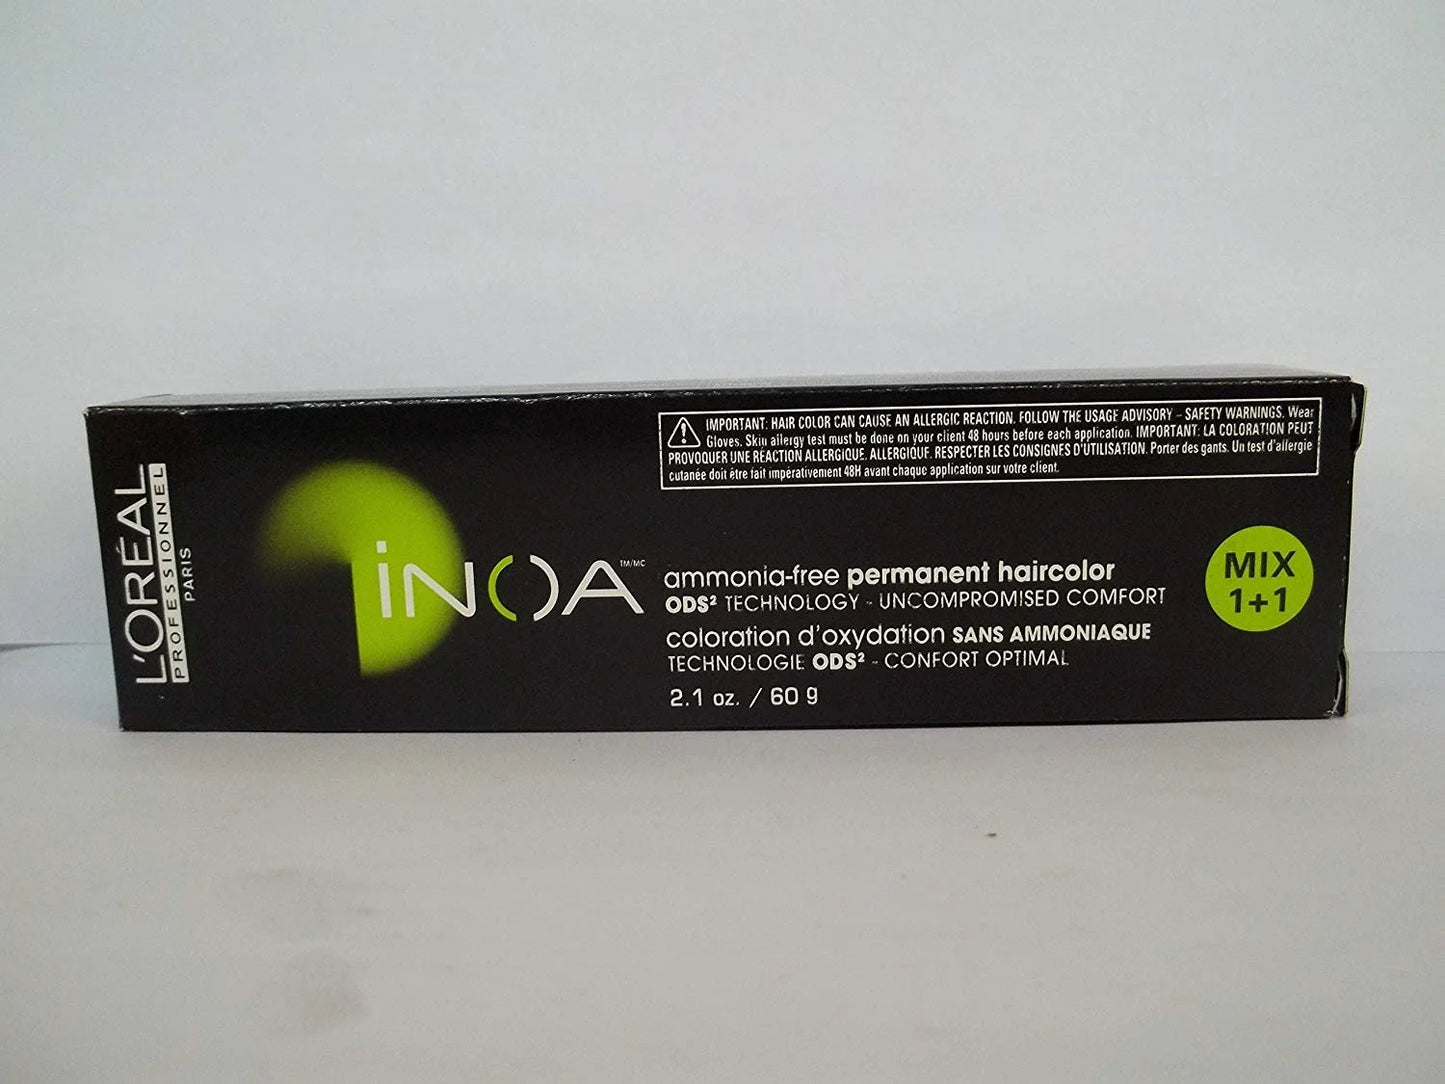 L'ORÉAL
PROFESSIONNEL
PARIS
iNOA TM/MC
IMPORTANT: HAIR COLOR CAN CAUSE AN ALLERGIC REACTION. FOLLOW THE USAGE ADVISORY – SAFETY WARNINGS. Wear
Gloves. Skin allergy test must be done on your client 48 hours before each application. IMPORTANT: LA COLORATION PEUT
PROVOQUER UNE RÉACTION ALLERGIQUE. ALLERGIQUE. RESPECTER LES CONSIGNES D'UTILISATION. Porter des gants. Un test d'allergie
cutanée doit être fait impérativement 48H avant chaque application sur votre client.
ammonia-free permanent haircolor
ODS² TECHNOLOGY - UNCOMPROMISED COMFORT
coloration d'oxydation SANS AMMONIAQUE
TECHNOLOGIE ODS² - CONFORT OPTIMAL
2.1 oz. / 60 g
MIX
1+1